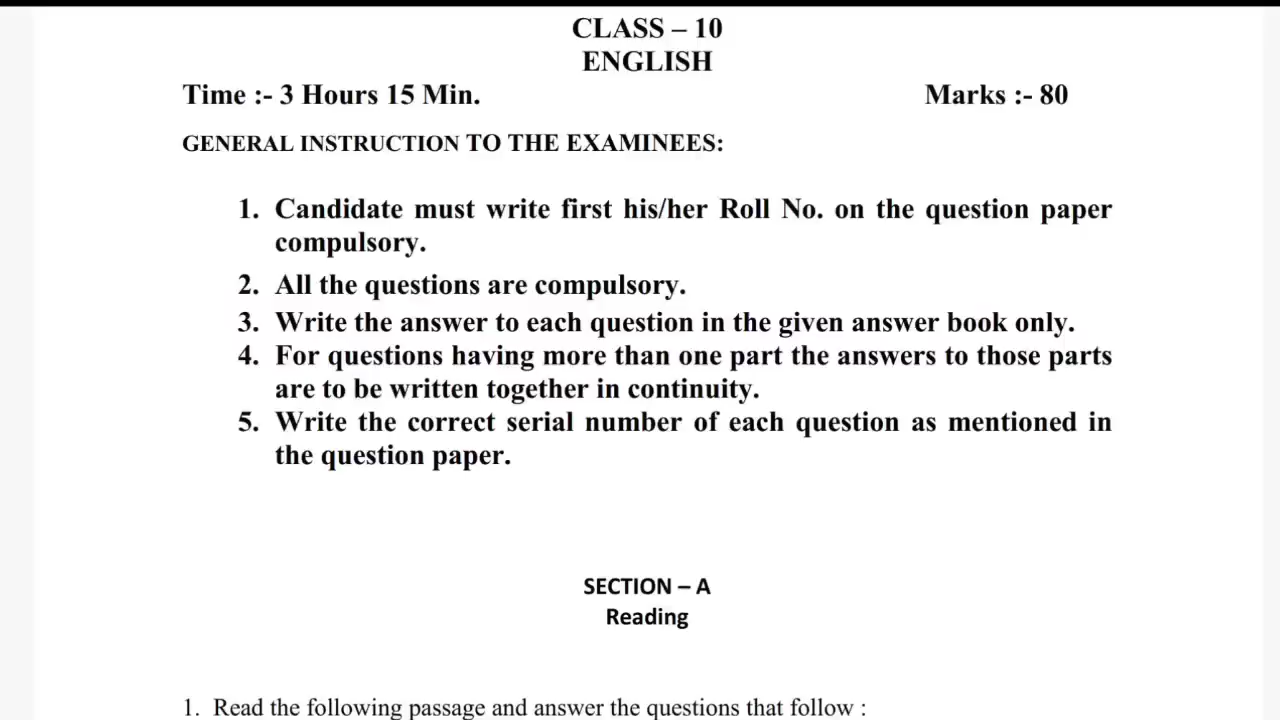 CLASS – 10
ENGLISH
Time :- 3 Hours 15 Min. Marks :- 80
GENERAL INSTRUCTION TO THE EXAMINEES:
1. Candidate must write first his/her Roll No. on the question paper
compulsory.
2. All the questions are compulsory.
3. Write the answer to each question in the given answer book only.
4. For questions having more than one part the answers to those parts
are to be written together in continuity.
5. Write the correct serial number of each question as mentioned in
the question paper.
SECTION – A
Reading
1. Read the following passage and answer the questions that follow :